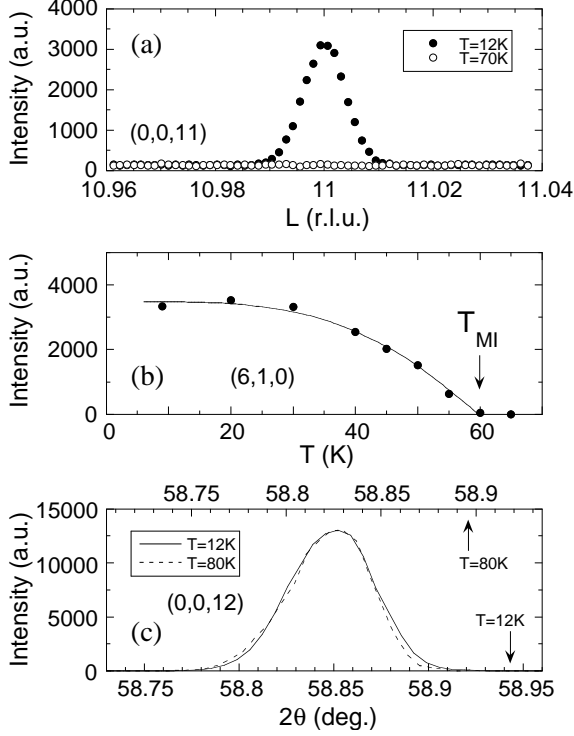 (a)
Intensity (a.u.)
4000
3000
2000
1000
0
T=12K
T=70K
(0,0,11)
10.96 10.98 11 11.02 11.04
L (r.l.u.)
(b)
Intensity (a.u.)
4000
2000
0
T
MI
(6,1,0)
0 20 40 60
T (K)
58.75 58.8 58.85 58.9
(c)
Intensity (a.u.)
15000
10000
5000
0
T=12K
T=80K
(0,0,12)
T=80K
T=12K
58.75 58.8 58.85 58.9 58.95
2θ (deg.)